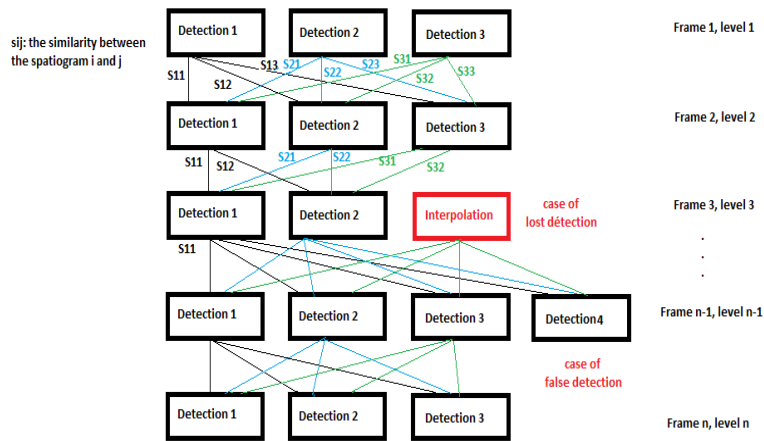 Detection 1
Detection 2
Detection 3
Frame 1, level 1
sij: the similarity between
the spatiogram i and j
S11
S12
S13
S21
S22
S23
S31
S32
S33
Detection 1
Detection 2
Detection 3
Frame 2, level 2
S11
S12
S21
S22
S31
S32
Detection 1
Detection 2
Interpolation
case of
lost détection
Frame 3, level 3
.
.
.
S11
Detection 1
Detection 2
Detection 3
Detection4
Frame n-1, level n-1
case of
false detection
Detection 1
Detection 2
Detection 3
Frame n, level n